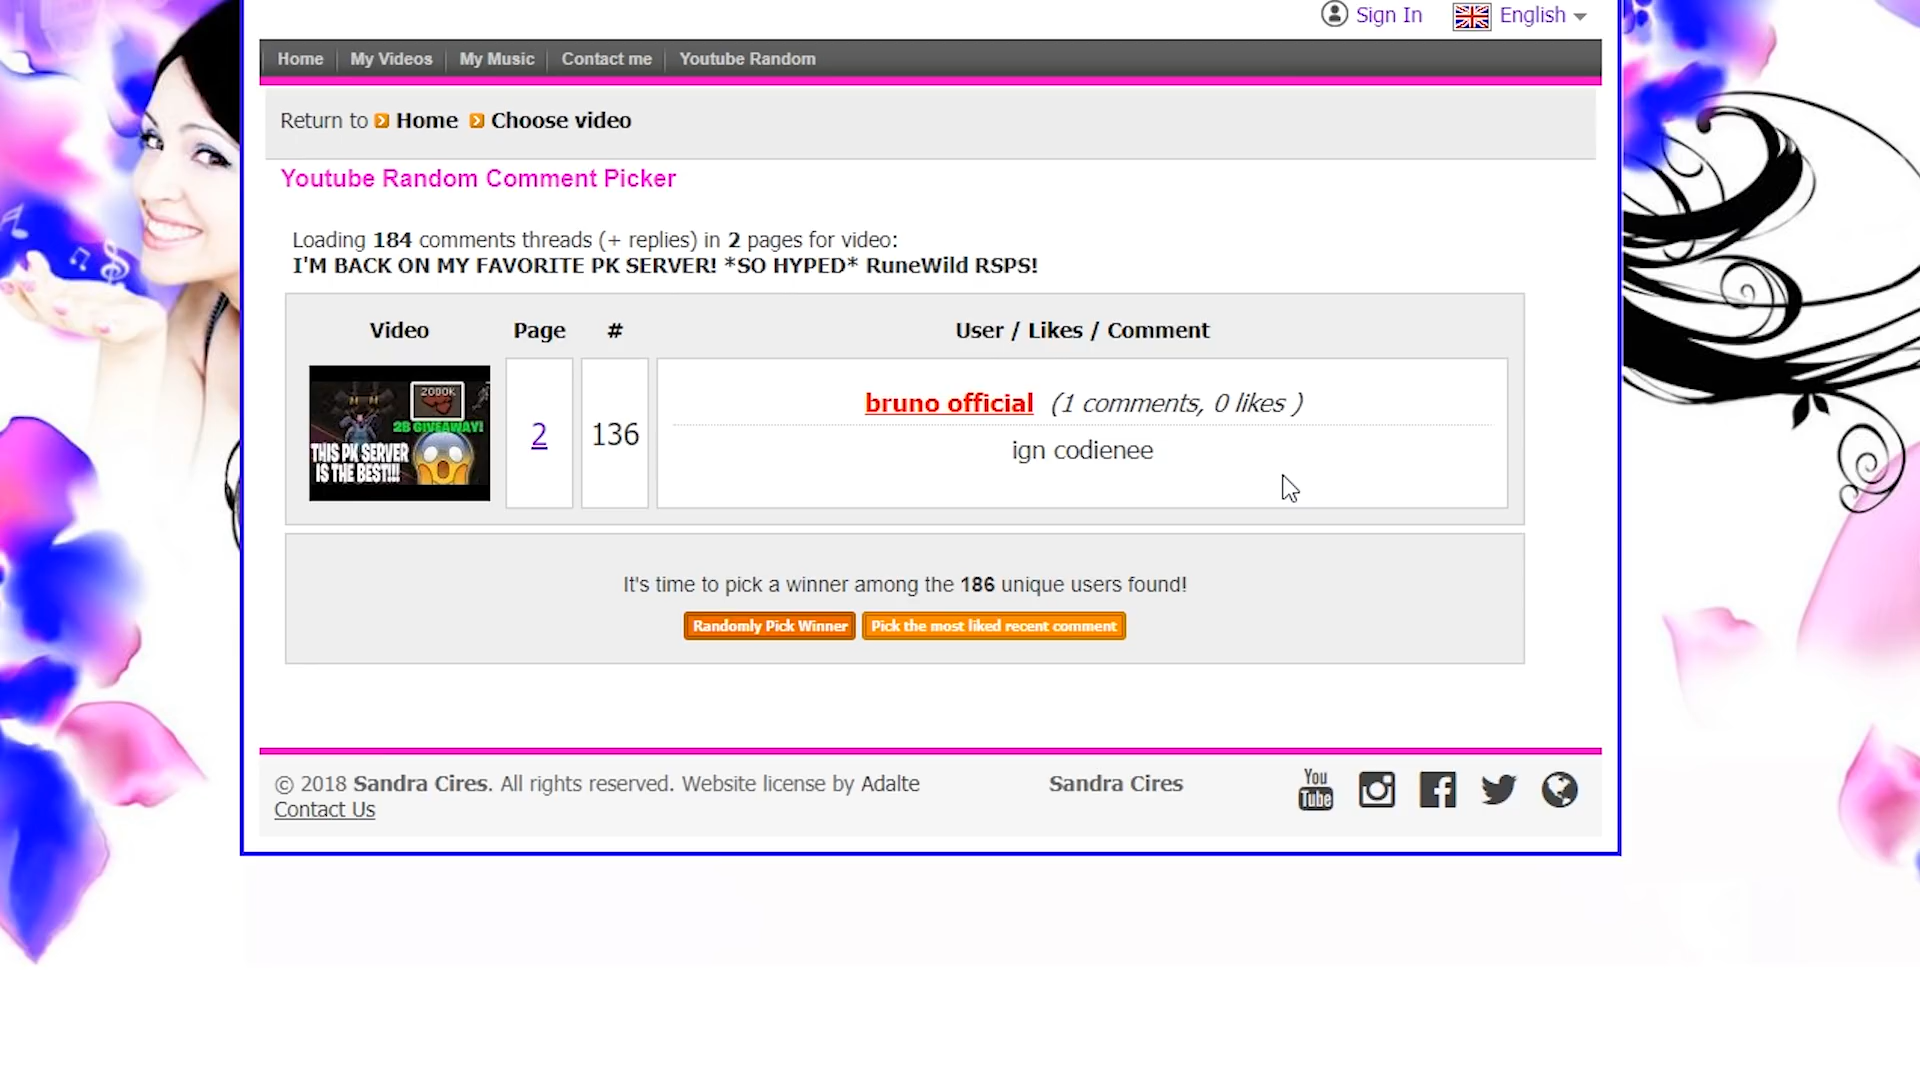 Sign In English
Home My Videos My Music Contact me Youtube Random
Return to Home Choose video
Youtube Random Comment Picker
Loading 184 comments threads (+ replies) in 2 pages for video:
I'M BACK ON MY FAVORITE PK SERVER! *SO HYPED* RuneWild RSPS!
Video Page # User / Likes / Comment
2000K
2B GIVEAWAY!
THIS PK SERVER
IS THE BEST!!!
2
136
bruno official (1 comments, 0 likes )
ign codienee
It's time to pick a winner among the 186 unique users found!
Randomly Pick Winner Pick the most liked recent comment
© 2018 Sandra Cires. All rights reserved. Website license by Adalte
Contact Us
Sandra Cires
You
Tube